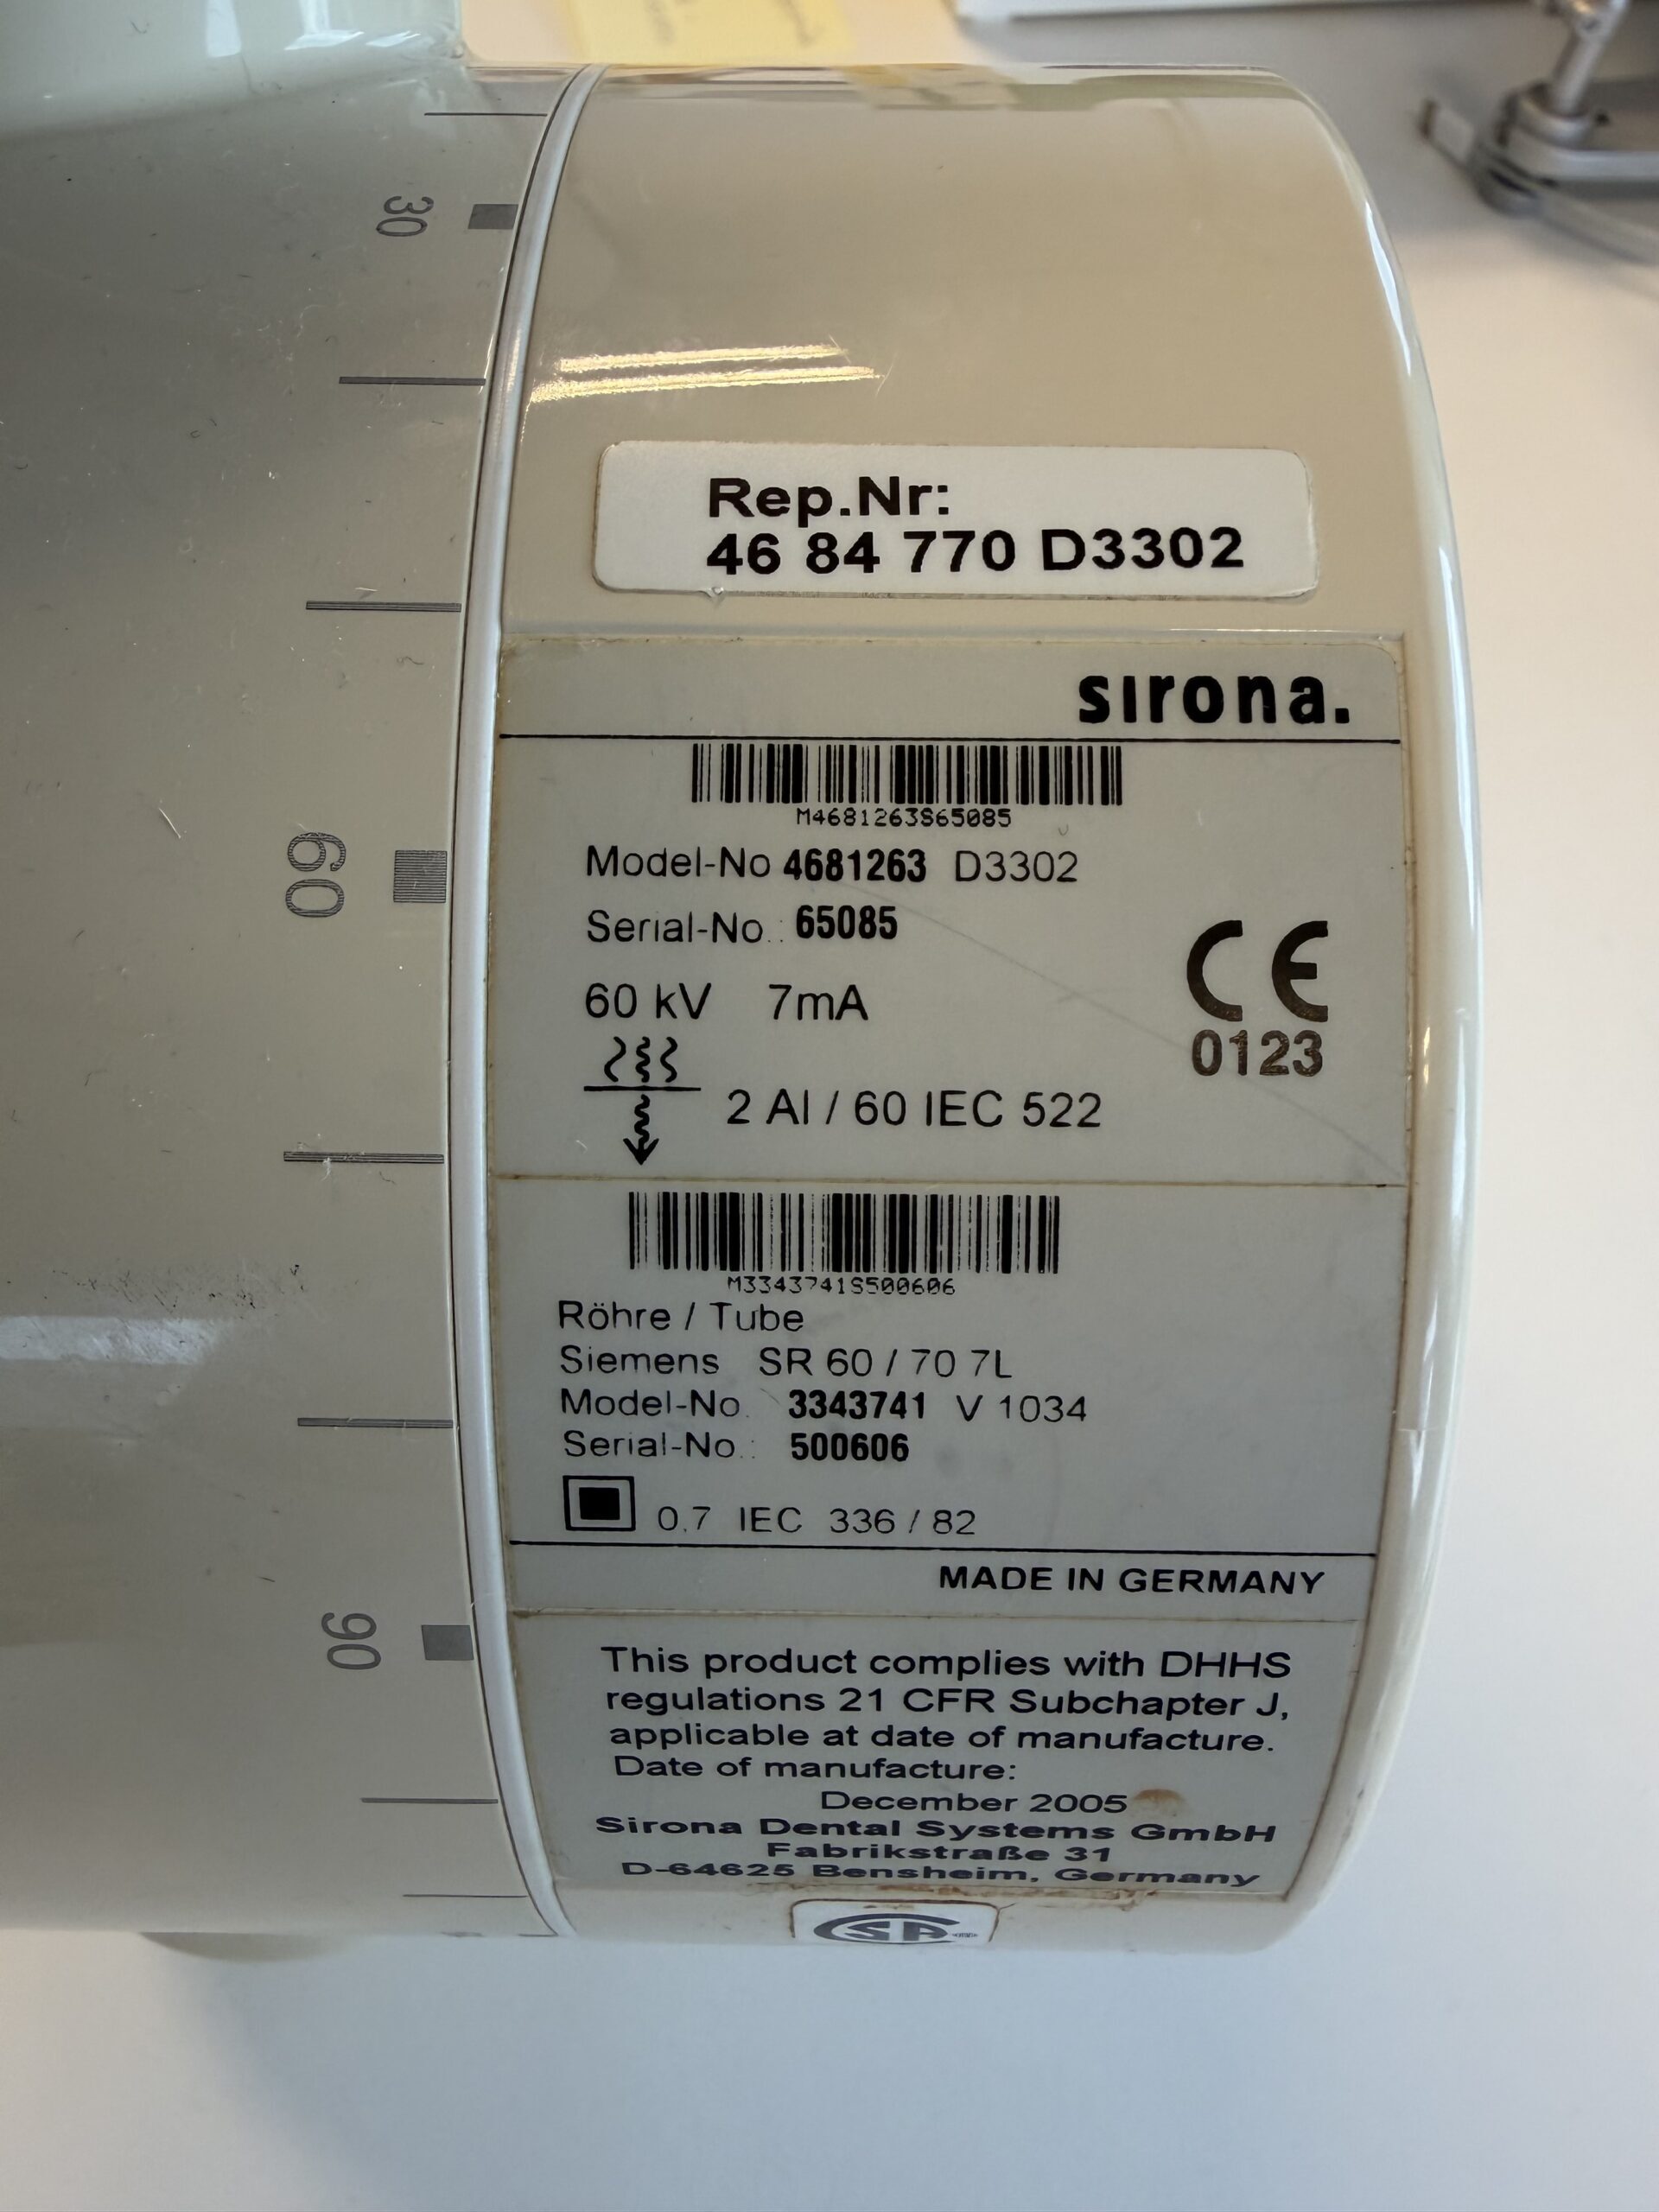 30
60
90
Rep.Nr:
46 84 770 D3302
sirona.
M4681263S65085
Model-No 4681263 D3302
Serial-No.: 65085
60 kV 7mA
CE
0123
2 Al / 60 IEC 522
M3343741S500606
Röhre / Tube
Siemens SR 60 / 70 7L
Model-No. 3343741 V 1034
Serial-No.: 500606
0.7 IEC 336 / 82
MADE IN GERMANY
This product complies with DHHS
regulations 21 CFR Subchapter J,
applicable at date of manufacture.
Date of manufacture:
December 2005
Sirona Dental Systems GmbH
Fabrikstraße 31
D-64625 Bensheim, Germany
SA